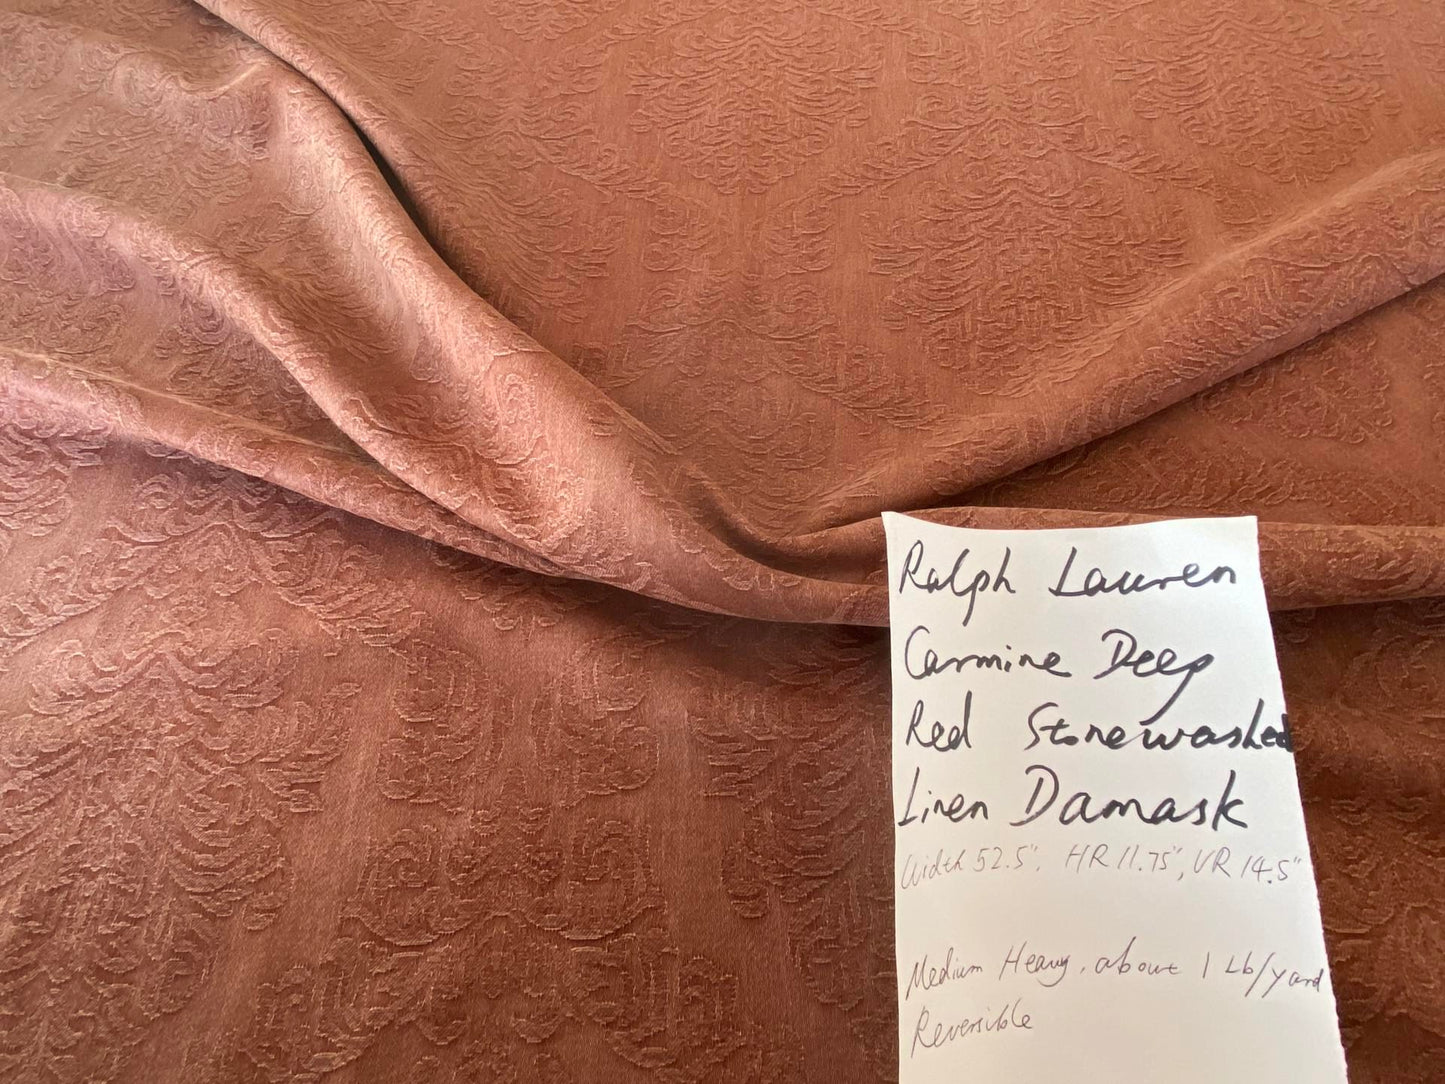 Ralph Lauren
Carmine Deep
Red Stonewashed
Linen Damask
Width 52.5", HR 11.75", VR 14.5"
Medium Heavy, about 1 Lb/yard
Reversible